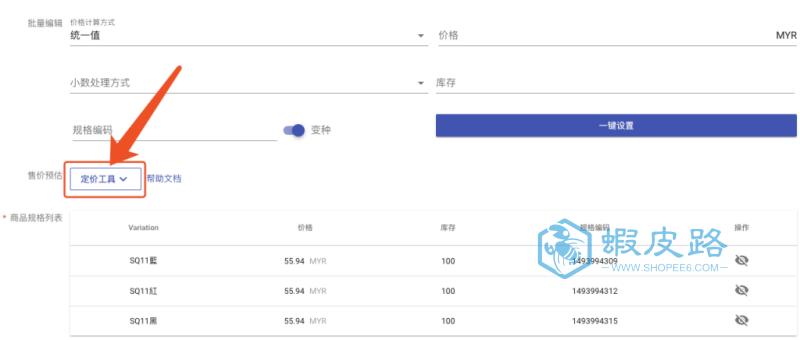 批量编辑 价格计算方式
统一值 价格 MYR
小数处理方式 库存
规格编码 变种 一键设置
售价预估 定价工具 帮助文档
* 商品规格列表
Variation 价格 库存 规格编码 操作
SQ11藍 55.94 MYR 100 1493994309
SQ11紅 55.94 MYR 100 1493994312
SQ11黑 55.94 MYR 100 1493994315
蝦皮路
WWW.SHOPEE6.COM